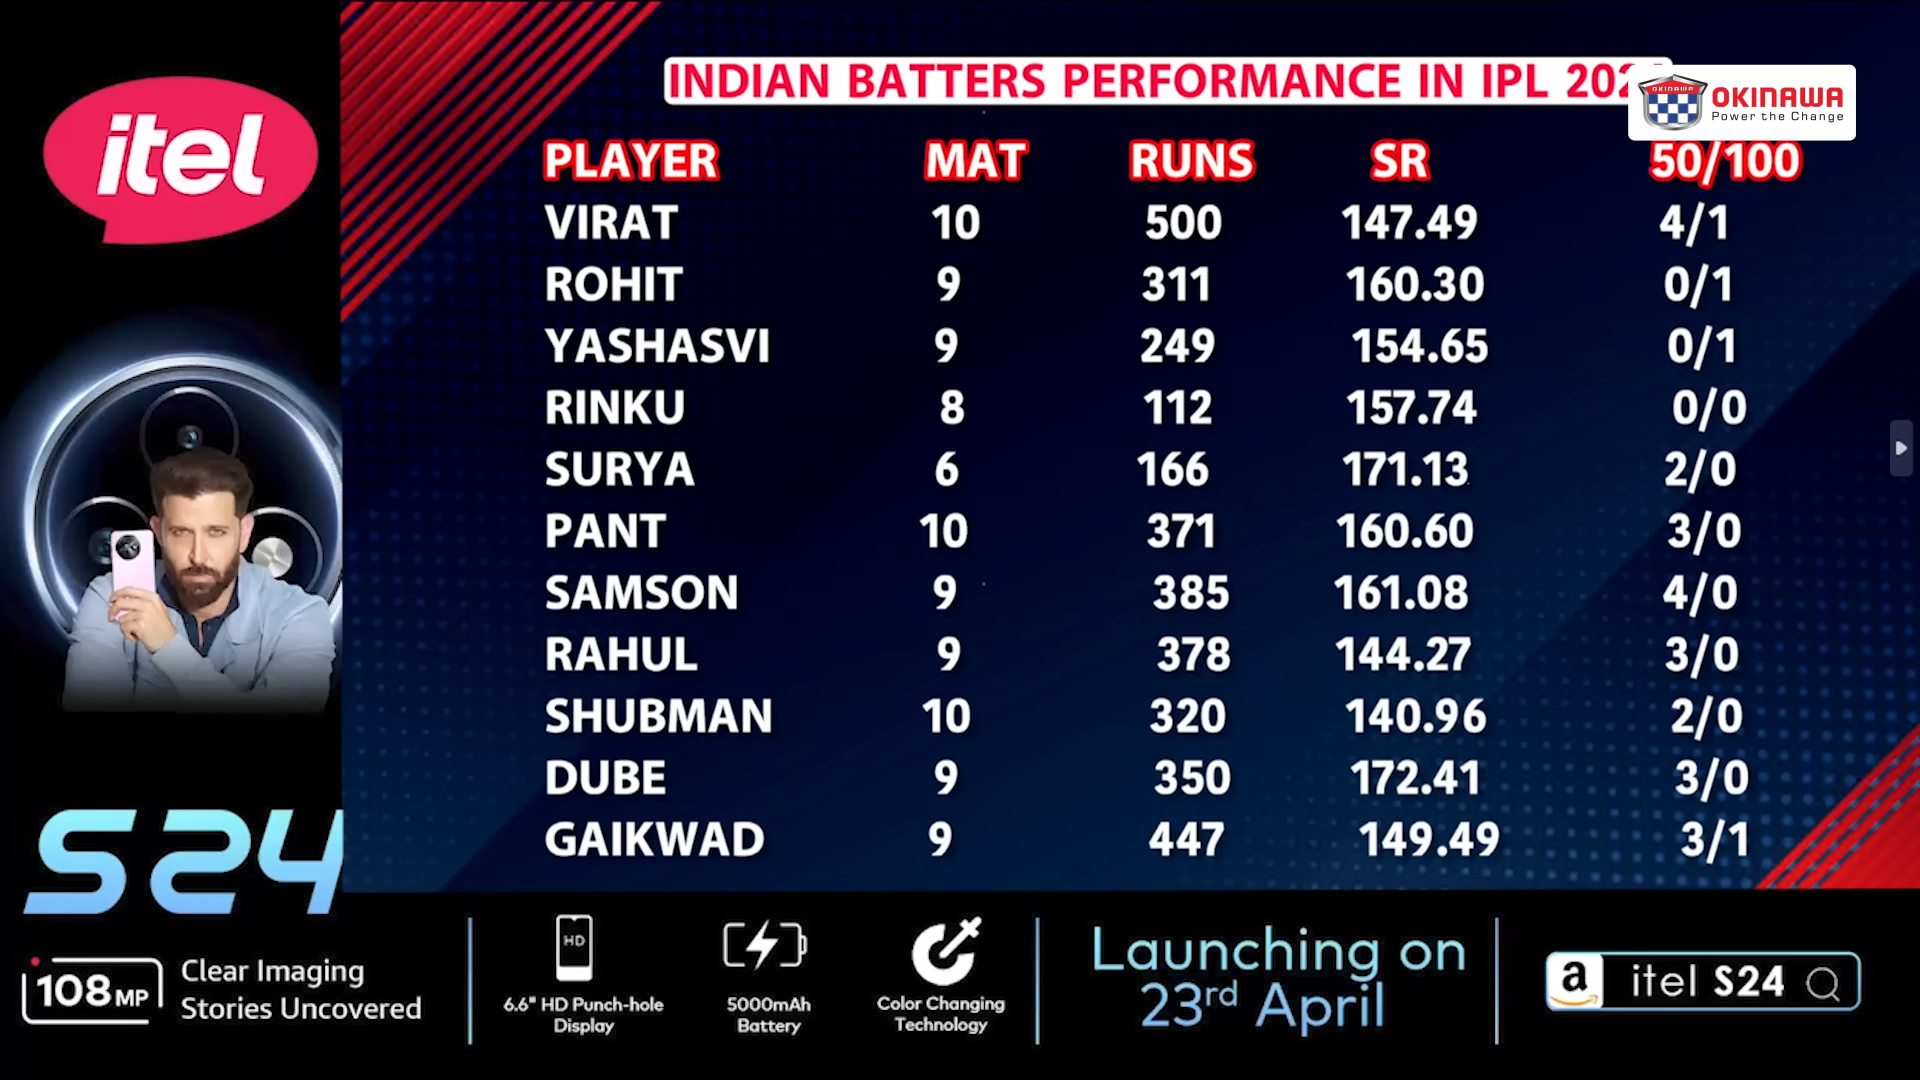 itel
INDIAN BATTERS PERFORMANCE IN IPL
OKINAWA
OKINAWA
Power the Change
PLAYER MAT RUNS SR 50/100
VIRAT 10 500 147.49 4/1
ROHIT 9 311 160.30 0/1
YASHASVI 9 249 154.65 0/1
RINKU 8 112 157.74 0/0
SURYA 6 166 171.13 2/0
PANT 10 371 160.60 3/0
SAMSON 9 385 161.08 4/0
RAHUL 9 378 144.27 3/0
SHUBMAN 10 320 140.96 2/0
DUBE 9 350 172.41 3/0
GAIKWAD 9 447 149.49 3/1
S24
108MP
Clear Imaging
Stories Uncovered
HD
6.6" HD Punch-hole
Display
5000mAh
Battery
Color Changing
Technology
Launching on
23rd April
a itel S24